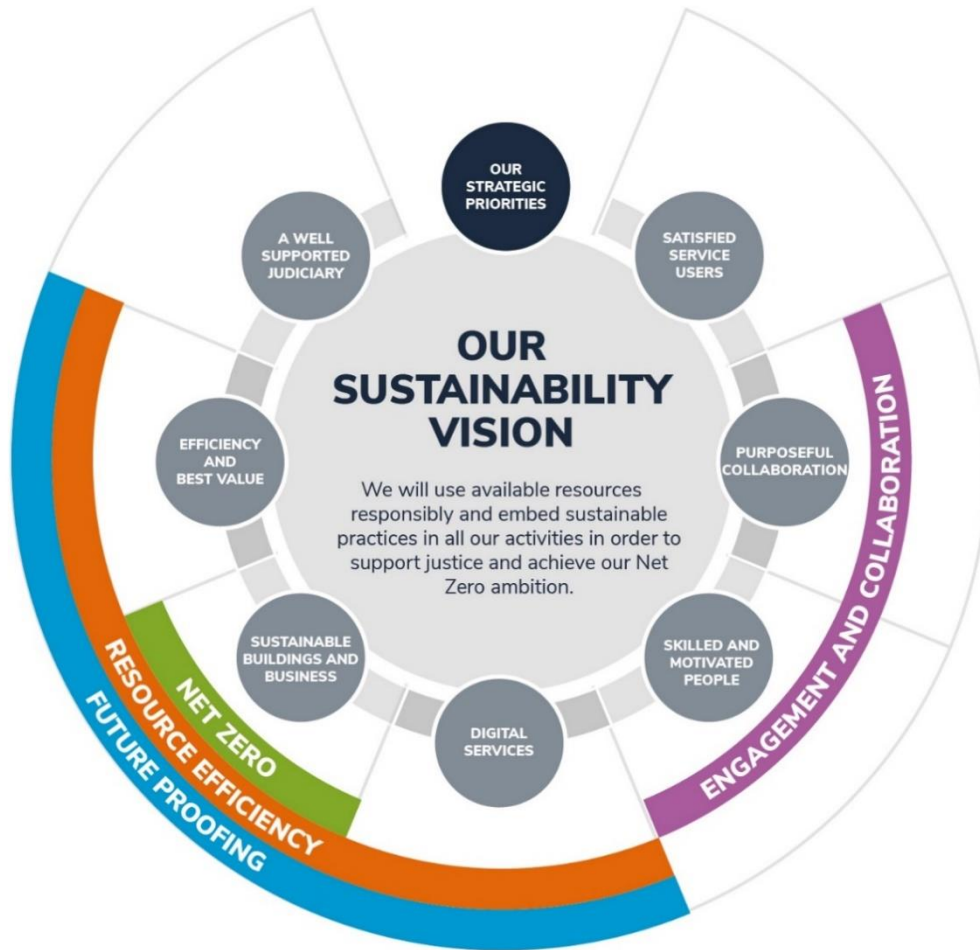 OUR
STRATEGIC
PRIORITIES
A WELL
SUPPORTED
JUDICIARY
SATISFIED
SERVICE
USERS
OUR
SUSTAINABILITY
VISION
We will use available resources
responsibly and embed sustainable
practices in all our activities in order to
support justice and achieve our Net
Zero ambition.
EFFICIENCY
AND
BEST VALUE
PURPOSEFUL
COLLABORATION
SUSTAINABLE
BUILDINGS AND
BUSINESS
SKILLED AND
MOTIVATED
PEOPLE
DIGITAL
SERVICES
ENGAGEMENT AND COLLABORATION
NET ZERO
RESOURCE EFFICIENCY
FUTURE PROOFING